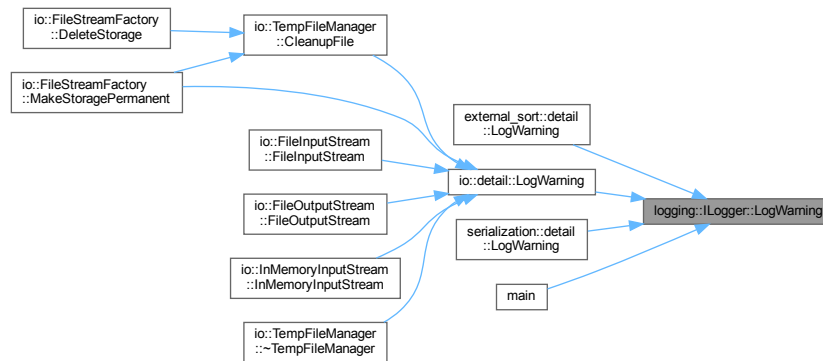 io::FileStreamFactory
::DeleteStorage
io::FileStreamFactory
::MakeStoragePermanent
io::TempFileManager
::CleanupFile
io::FileInputStream
::FileInputStream
io::FileOutputStream
::FileOutputStream
io::InMemoryInputStream
::InMemoryInputStream
io::TempFileManager
::~TempFileManager
external_sort::detail
::LogWarning
io::detail::LogWarning
serialization::detail
::LogWarning
main
logging::ILogger::LogWarning